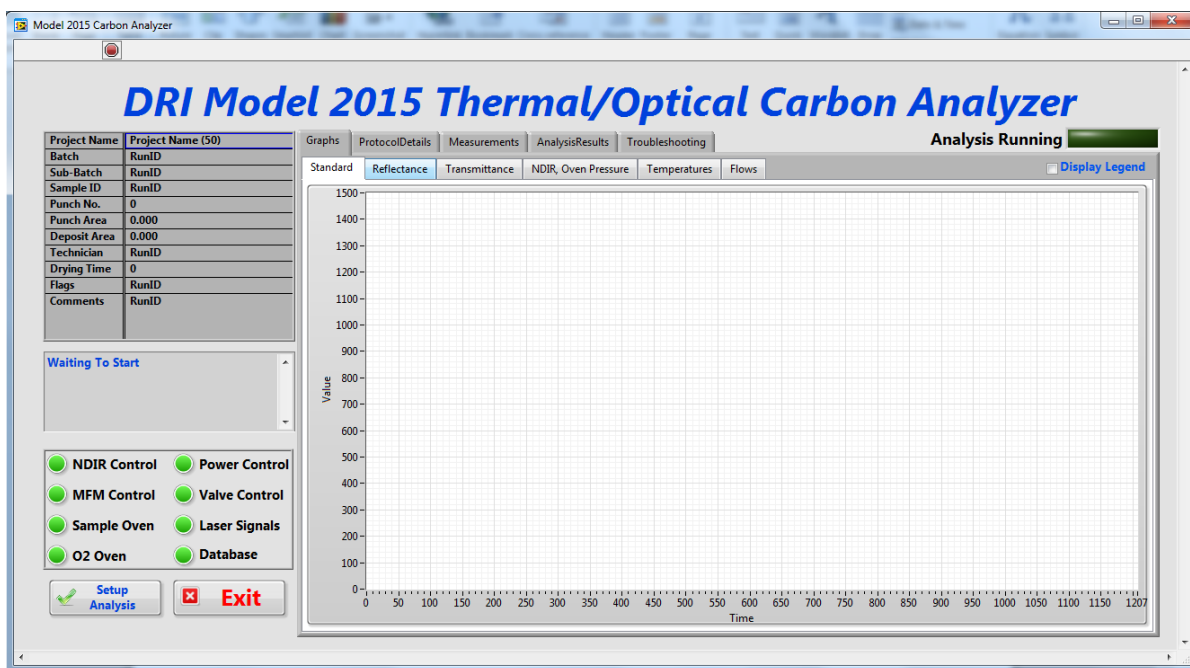 Model 2015 Carbon Analyzer
DRI Model 2015 Thermal/Optical Carbon Analyzer
Project Name Project Name (50)
Batch RunID
Sub-Batch RunID
Sample ID RunID
Punch No. 0
Punch Area 0.000
Deposit Area 0.000
Technician RunID
Drying Time 0
Flags RunID
Comments RunID
Waiting To Start
NDIR Control Power Control
MFM Control Valve Control
Sample Oven Laser Signals
O2 Oven Database
Setup
Analysis
Exit
Graphs ProtocolDetails Measurements AnalysisResults Troubleshooting
Analysis Running
Standard Reflectance Transmittance NDIR, Oven Pressure Temperatures Flows
Display Legend
1500
1400
1300
1200
1100
1000
900
800
700
600
500
400
300
200
100
0
Value
0 50 100 150 200 250 300 350 400 450 500 550 600 650 700 750 800 850 900 950 1000 1050 1100 1150 1207
Time